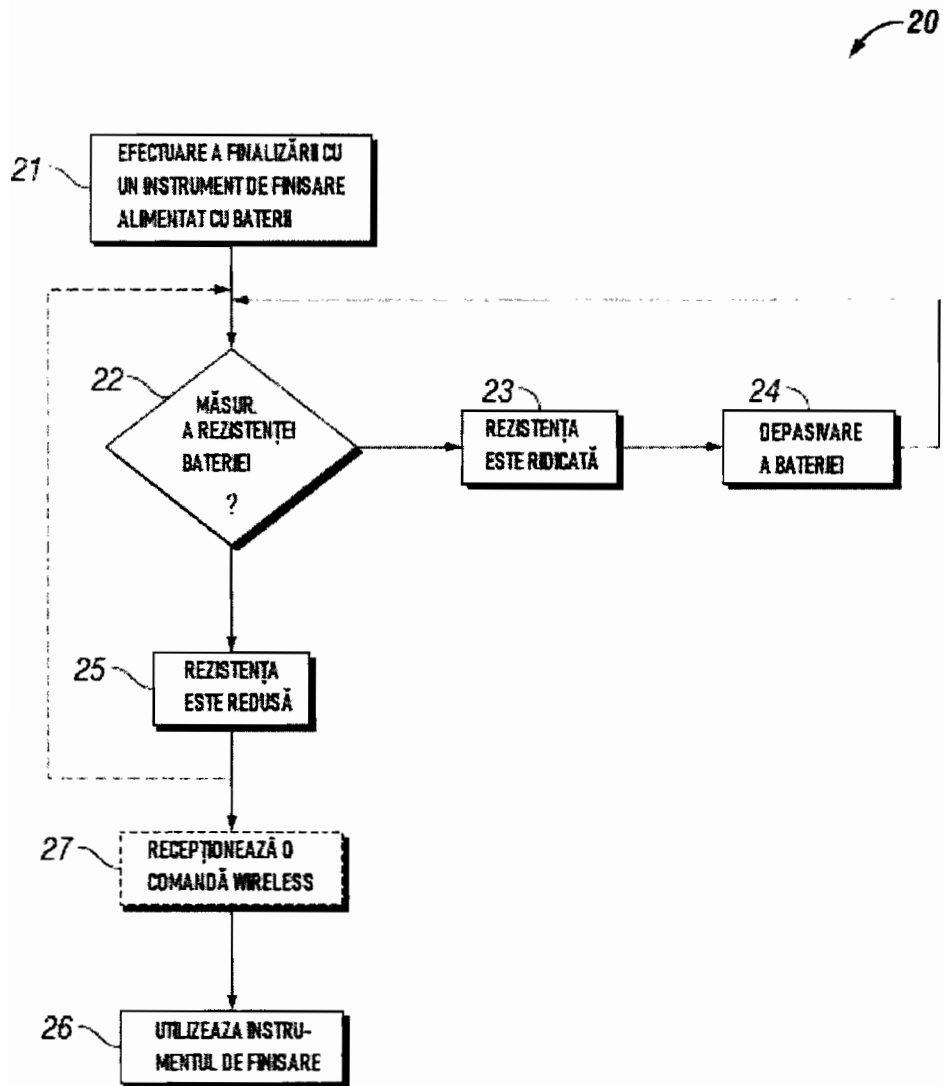 20
21
EFECTUARE A FINALIZĂRII CU
UN INSTRUMENT DE FINISARE
ALIMENTAT CU BATERII
22
MĂSUR.
A REZISTENȚEI
BATERIEI
?
23
REZISTENȚA
ESTE RIDICATĂ
24
DEPASIVARE
A BATERIEI
25
REZISTENȚA
ESTE REDUSĂ
27
RECEPȚIONEAZĂ O
COMANDĂ WIRELESS
26
UTILIZEAZA INSTRU-
MENTUL DE FINISARE